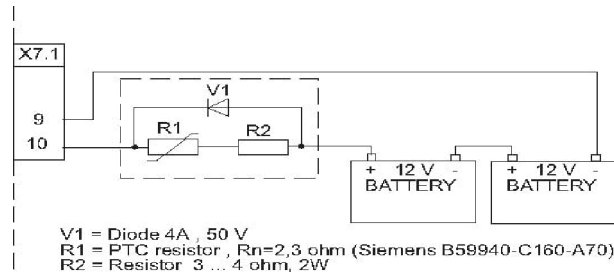 X7.1
V1
9
R1 R2
10
+ 12 V - + 12 V -
BATTERY BATTERY
V1 = Diode 4A , 50 V
R1 = PTC resistor , Rn=2,3 ohm (Siemens B59940-C160-A70)
R2 = Resistor 3 ... 4 ohm, 2W